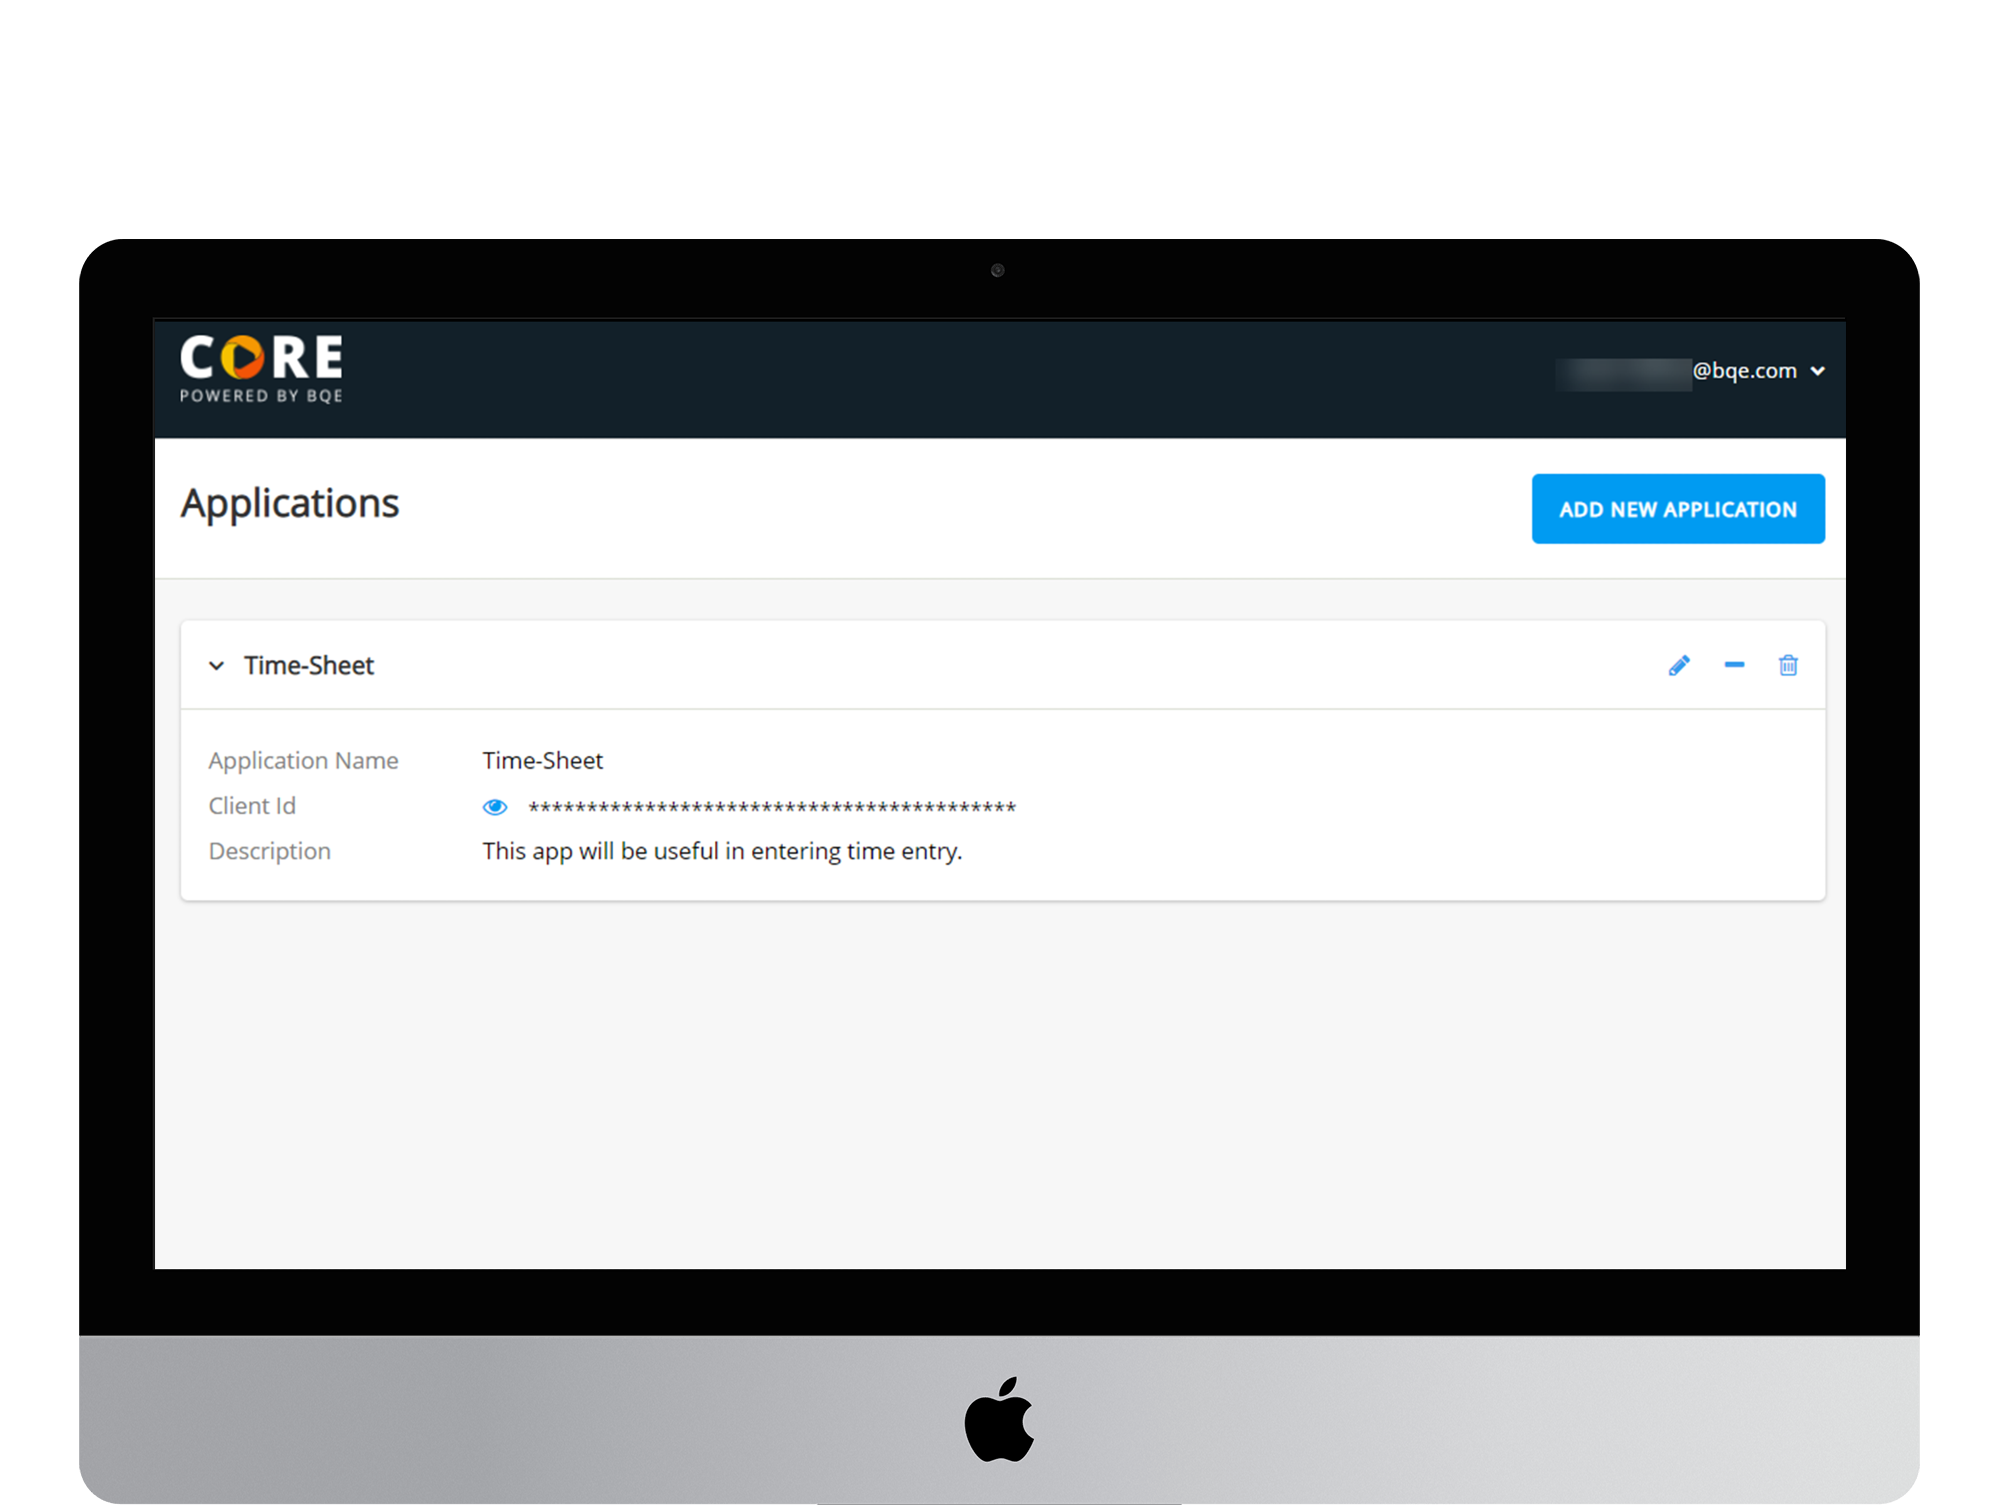 CORE
POWERED BY BQE
@bqe.com
Applications
ADD NEW APPLICATION
Time-Sheet
Application Name Time-Sheet
Client Id ******************************************
Description This app will be useful in entering time entry.